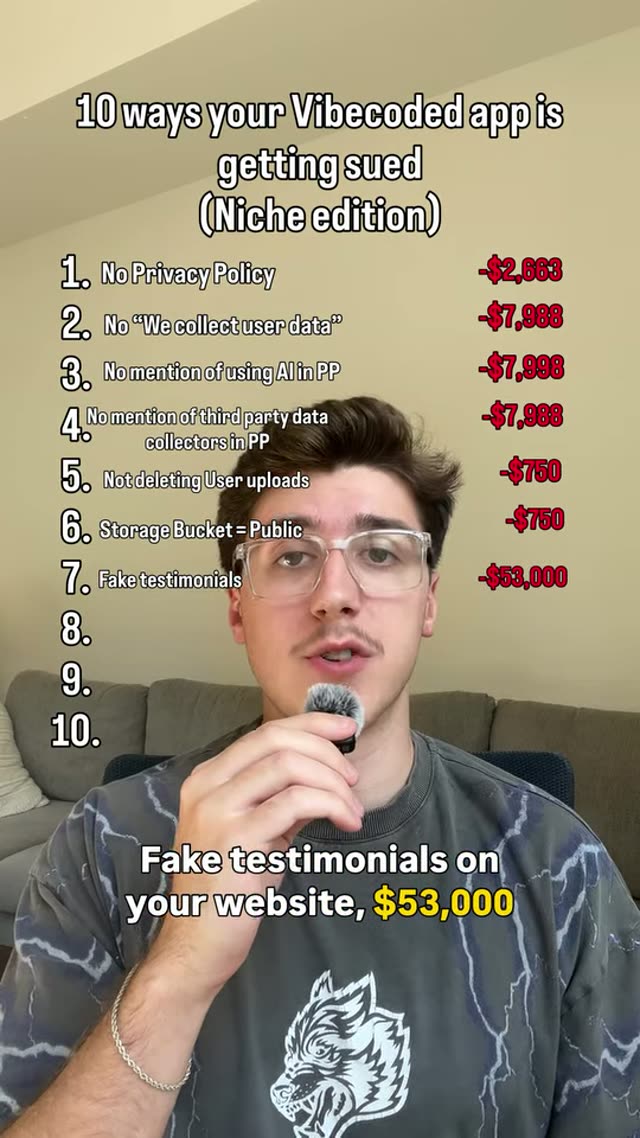 10 ways your Vibecoded app is
getting sued
(Niche edition)
1. No Privacy Policy -$2,663
2. No “We collect user data” -$7,988
3. No mention of using AI in PP -$7,998
4. No mention of third party data
collectors in PP -$7,988
5. Not deleting User uploads -$750
6. Storage Bucket = Public -$750
7. Fake testimonials -$53,000
8.
9.
10.
Fake testimonials on
your website, $53,000